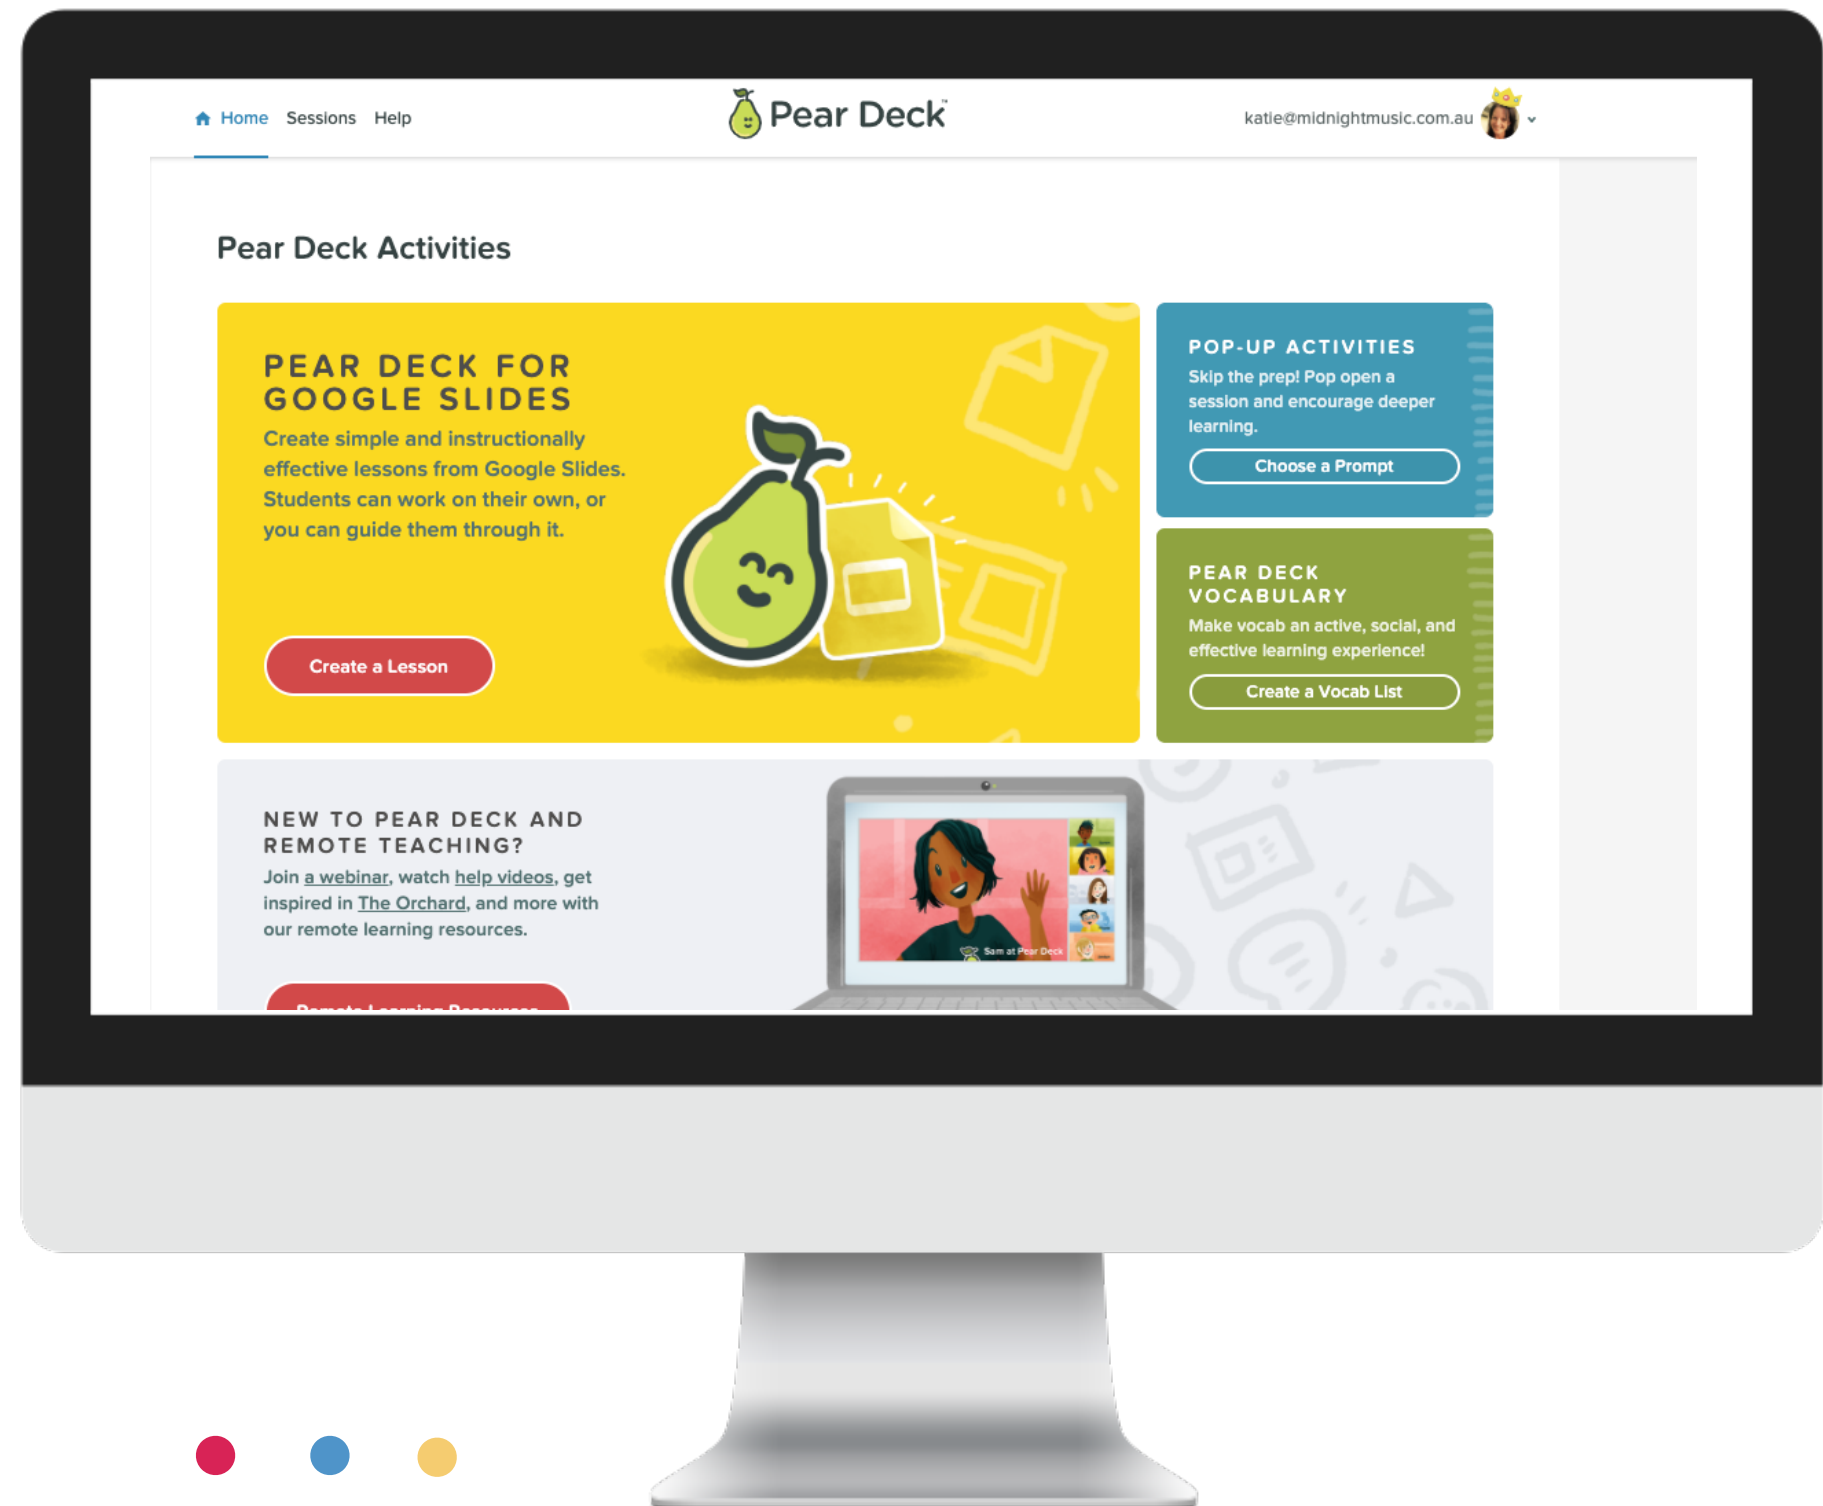 Home Sessions Help
Pear Deck™
katie@midnightmusic.com.au
Pear Deck Activities
PEAR DECK FOR
GOOGLE SLIDES
Create simple and instructionally
effective lessons from Google Slides.
Students can work on their own, or
you can guide them through it.
Create a Lesson
POP-UP ACTIVITIES
Skip the prep! Pop open a
session and encourage deeper
learning.
Choose a Prompt
PEAR DECK
VOCABULARY
Make vocab an active, social, and
effective learning experience!
Create a Vocab List
NEW TO PEAR DECK AND
REMOTE TEACHING?
Join a webinar, watch help videos, get
inspired in The Orchard, and more with
our remote learning resources.
Remote Learning Resources
Sam at Pear Deck